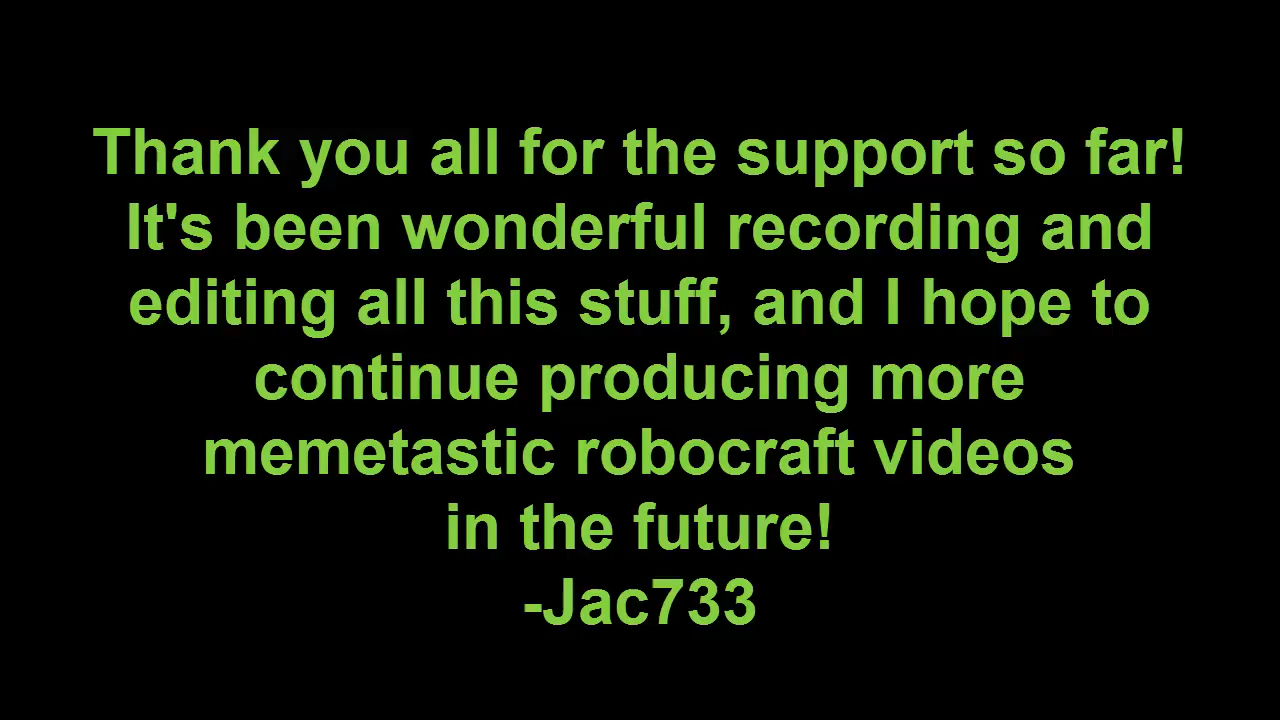 Thank you all for the support so far!
It's been wonderful recording and
editing all this stuff, and I hope to
continue producing more
memetastic robocraft videos
in the future!
-Jac733